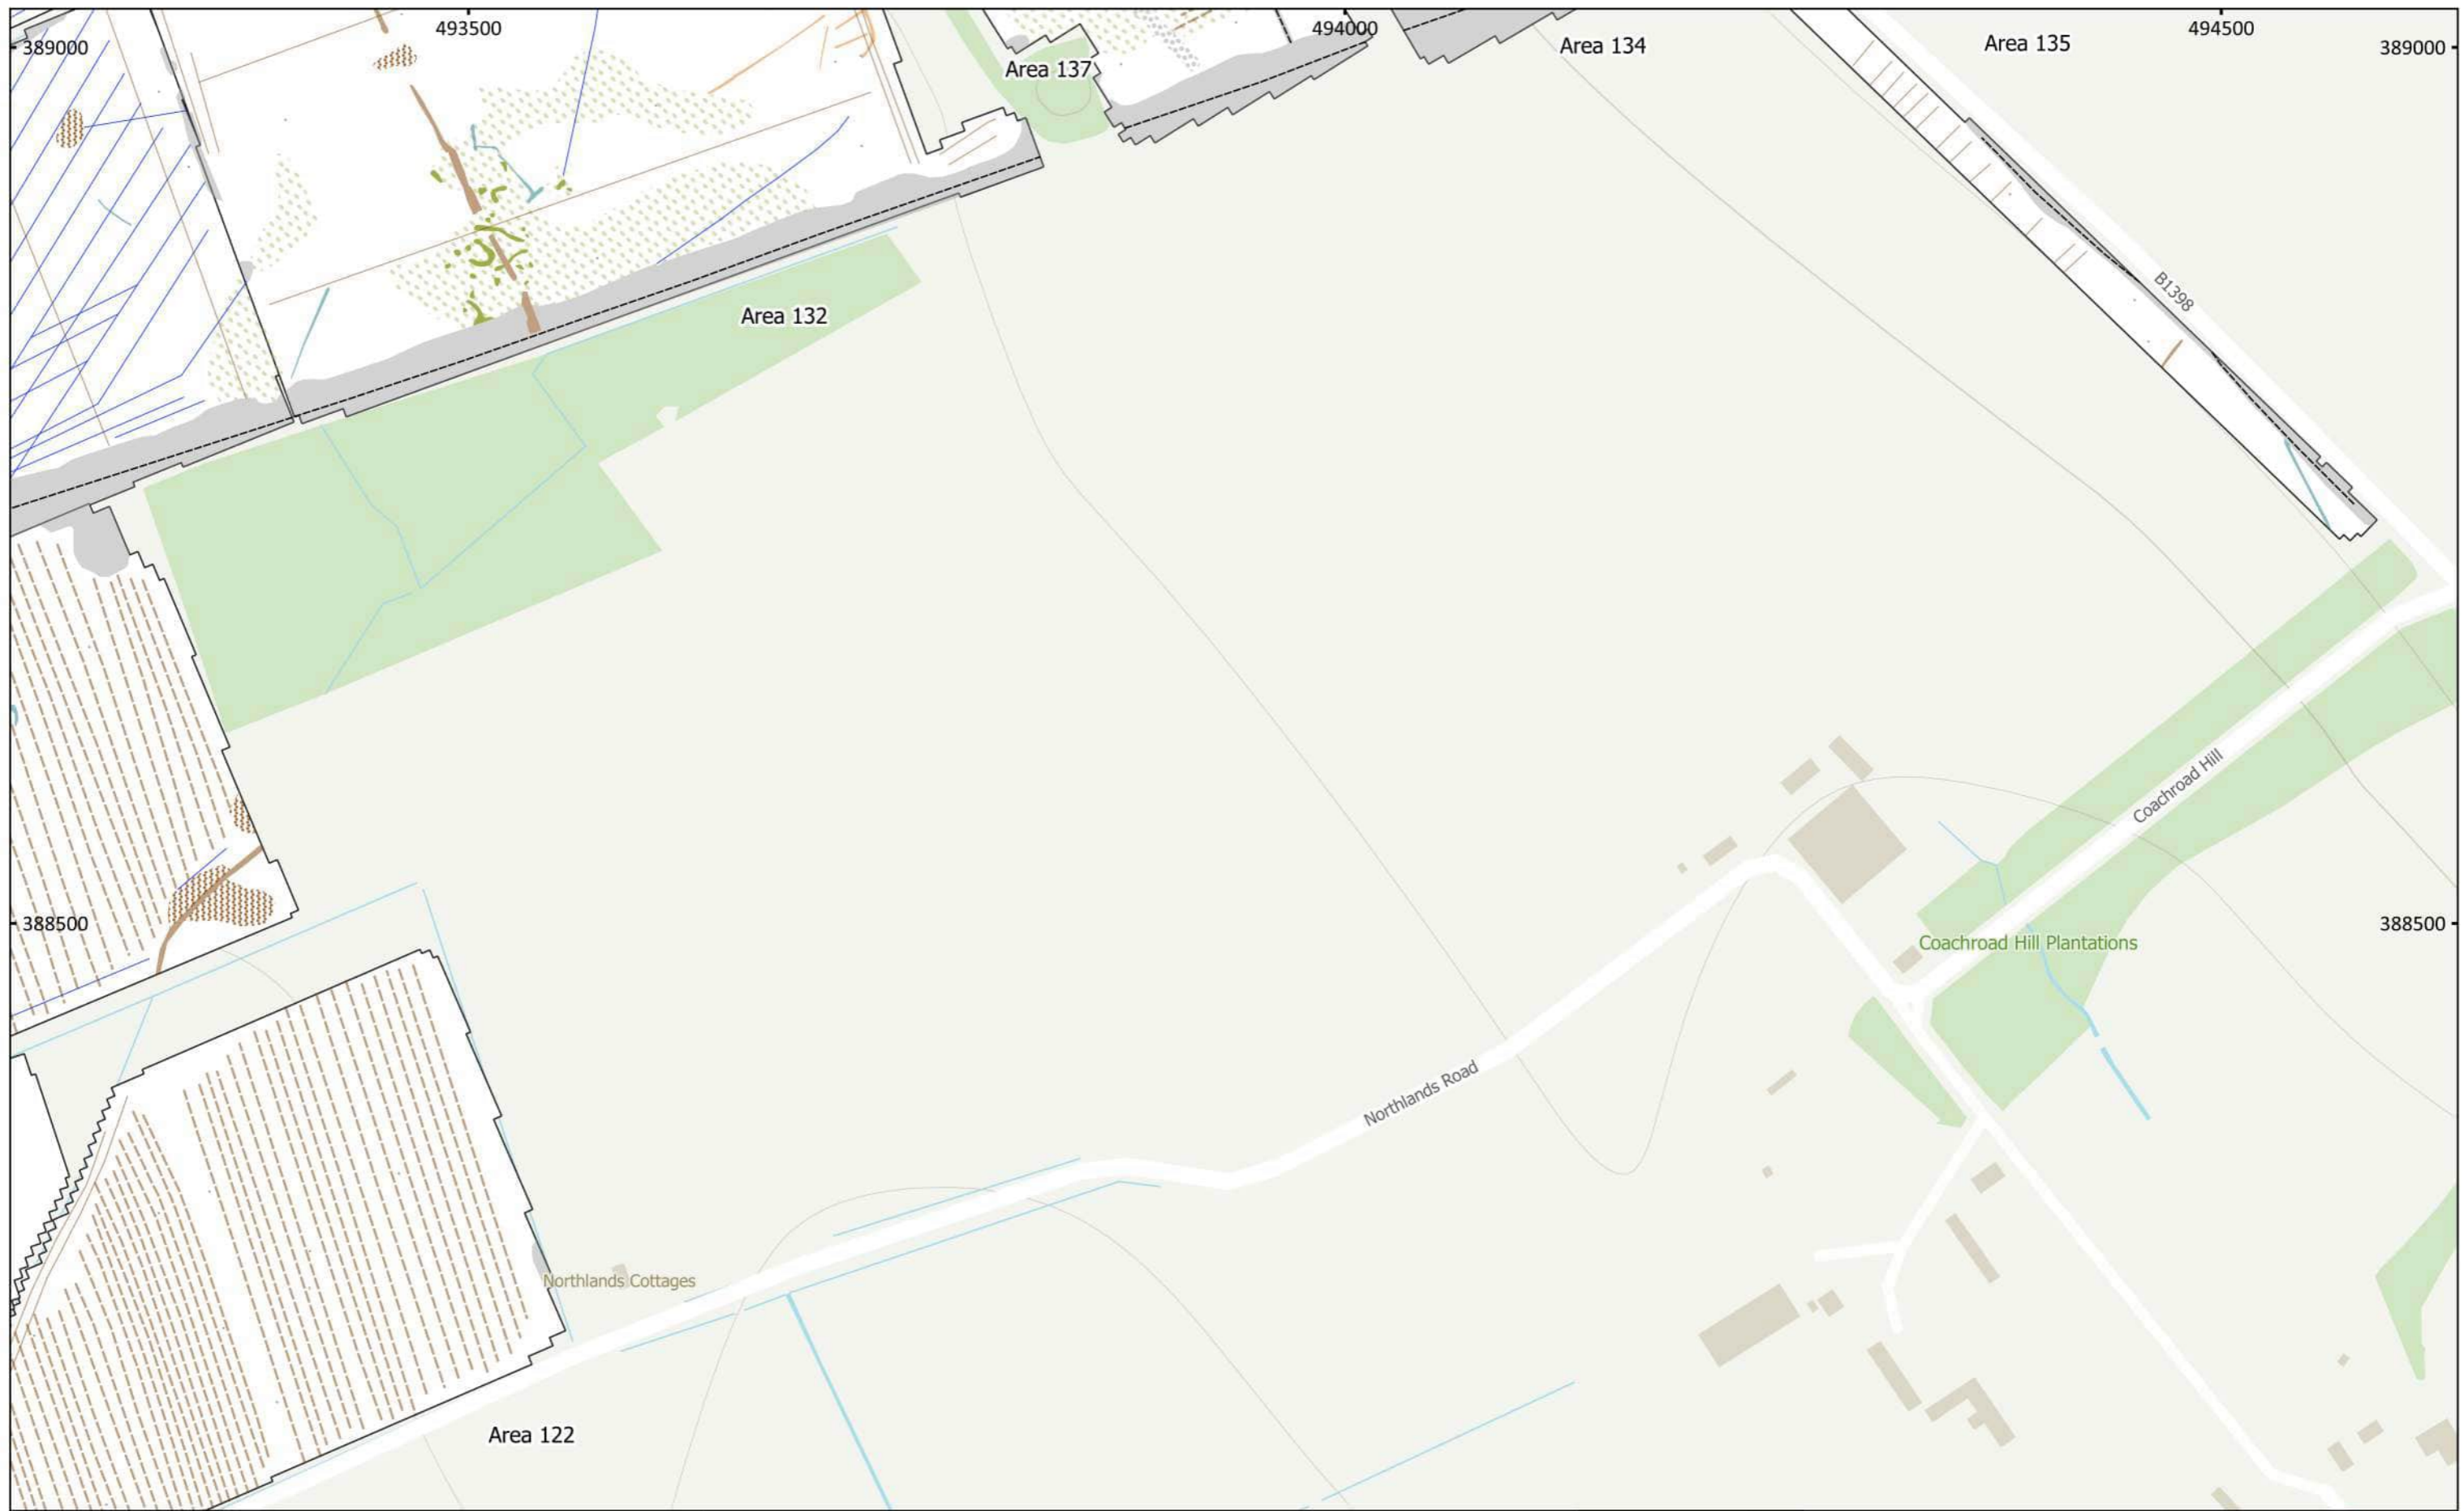 493500
494000
494500
389000
389000
Area 134
Area 135
Area 137
B1398
Area 132
Coachroad Hill
388500
388500
Coachroad Hill Plantations
Northlands Road
Northlands Cottages
Area 122